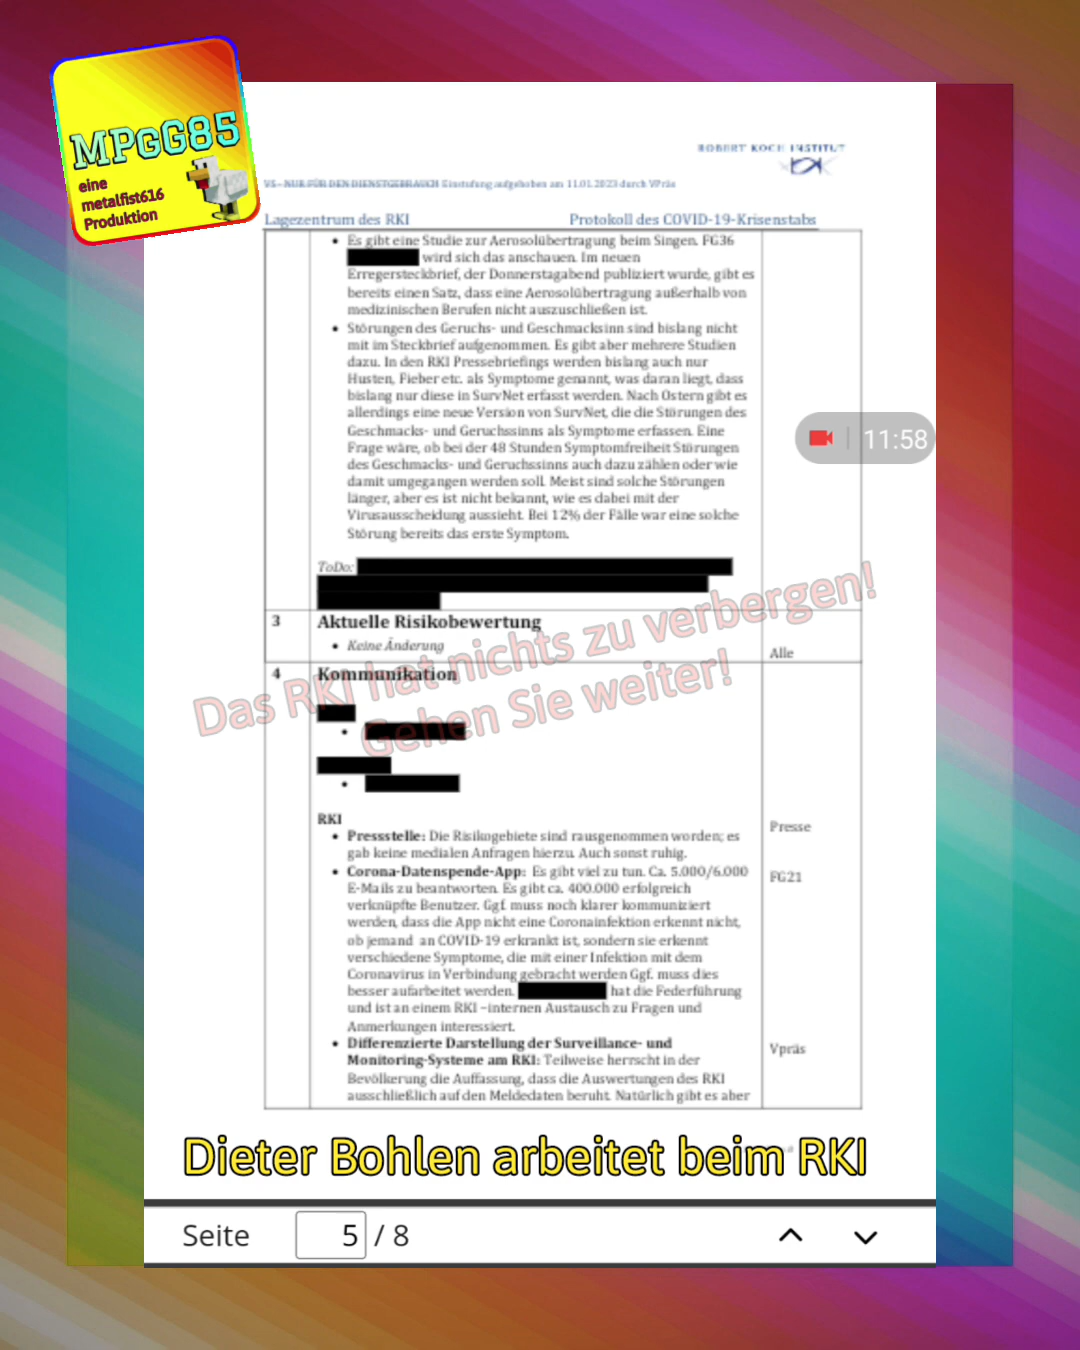 MPGG85
eine
metalfist616
Produktion
ROBERT KOCH INSTITUT
VS – NUR FÜR DEN DIENSTGEBRAUCH Einstufung aufgehoben am 11.01.2023 durch VPräs
Lagezentrum des RKI Protokoll des COVID-19-Krisenstabs
• Es gibt eine Studie zur Aerosolübertragung beim Singen. FG36
wird sich das anschauen. Im neuen
Erregersteckbrief, der Donnerstagabend publiziert wurde, gibt es
bereits einen Satz, dass eine Aerosolübertragung außerhalb von
medizinischen Berufen nicht auszuschließen ist.
• Störungen des Geruchs- und Geschmacksinn sind bislang nicht
mit im Steckbrief aufgenommen. Es gibt aber mehrere Studien
dazu. In den RKI Pressebriefings werden bislang auch nur
Husten, Fieber etc. als Symptome genannt, was daran liegt, dass
bislang nur diese in SurvNet erfasst werden. Nach Ostern gibt es
allerdings eine neue Version von SurvNet, die die Störungen des
Geschmacks- und Geruchssinns als Symptome erfassen. Eine
Frage wäre, ob bei der 48 Stunden Symptomfreiheit Störungen
des Geschmacks- und Geruchssinns auch dazu zählen oder wie
damit umgegangen werden soll. Meist sind solche Störungen
länger, aber es ist nicht bekannt, wie es dabei mit der
Virusausscheidung aussieht. Bei 12% der Fälle war eine solche
Störung bereits das erste Symptom.
11:58
ToDo:
3 Aktuelle Risikobewertung
• Keine Änderung
Alle
Das RKI hat nichts zu verbergen!
Gehen Sie weiter!
4 Kommunikation
RKI
• Pressstelle: Die Risikogebiete sind rausgenommen worden; es
gab keine medialen Anfragen hierzu. Auch sonst ruhig.
Presse
• Corona-Datenspende-App: Es gibt viel zu tun. Ca. 5.000/6.000
E-Mails zu beantworten. Es gibt ca. 400.000 erfolgreich
verknüpfte Benutzer. Ggf. muss noch klarer kommuniziert
werden, dass die App nicht eine Coronainfektion erkennt nicht,
ob jemand an COVID-19 erkrankt ist, sondern sie erkennt
verschiedene Symptome, die mit einer Infektion mit dem
Coronavirus in Verbindung gebracht werden Ggf. muss dies
besser aufarbeitet werden. hat die Federführung
und ist an einem RKI –internen Austausch zu Fragen und
Anmerkungen interessiert.
FG21
• Differenzierte Darstellung der Surveillance- und
Monitoring-Systeme am RKI: Teilweise herrscht in der
Bevölkerung die Auffassung, dass die Auswertungen des RKI
ausschließlich auf den Meldedaten beruht. Natürlich gibt es aber
Vpräs
Dieter Bohlen arbeitet beim RKI
Seite 5 / 8